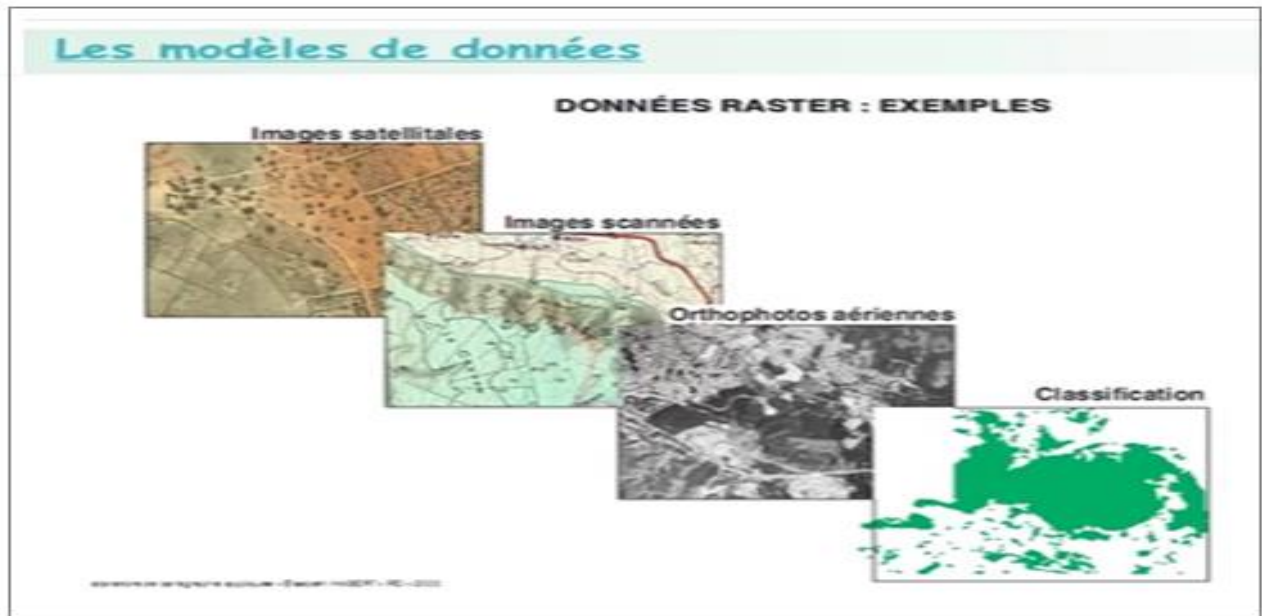 Les modèles de données
DONNÉES RASTER : EXEMPLES
Images satellitales
Images scannées
Orthophotos aériennes
Classification